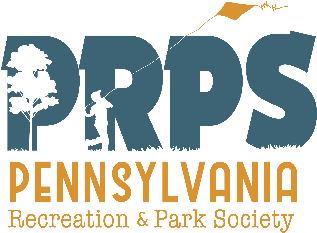 PRPS
PENNSYLVANIA
Recreation & Park Society